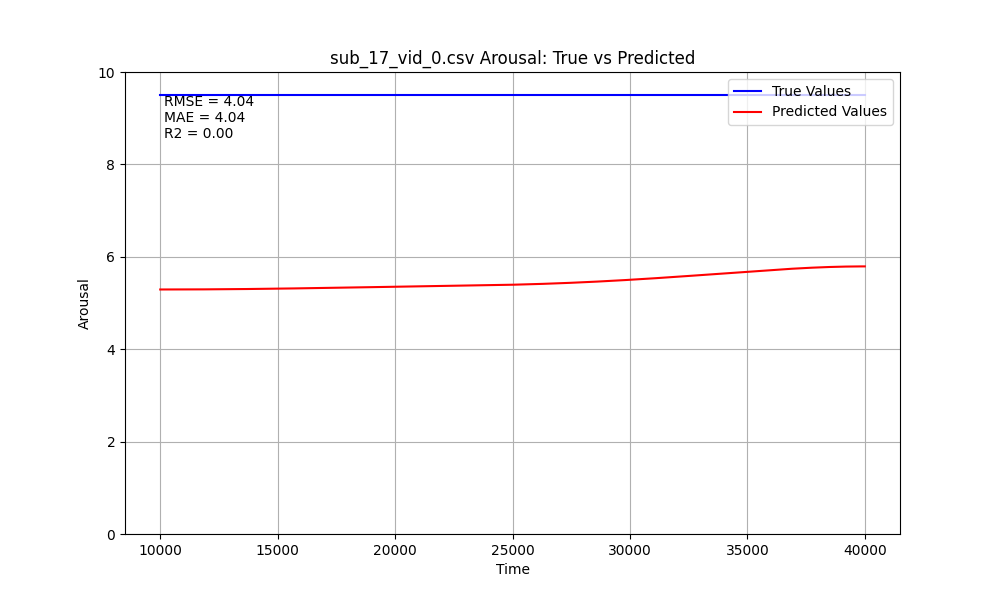 sub_17_vid_0.csv Arousal: True vs Predicted
10
8
6
4
2
0
Arousal
RMSE = 4.04
MAE = 4.04
R2 = 0.00
True Values
Predicted Values
10000 15000 20000 25000 30000 35000 40000
Time